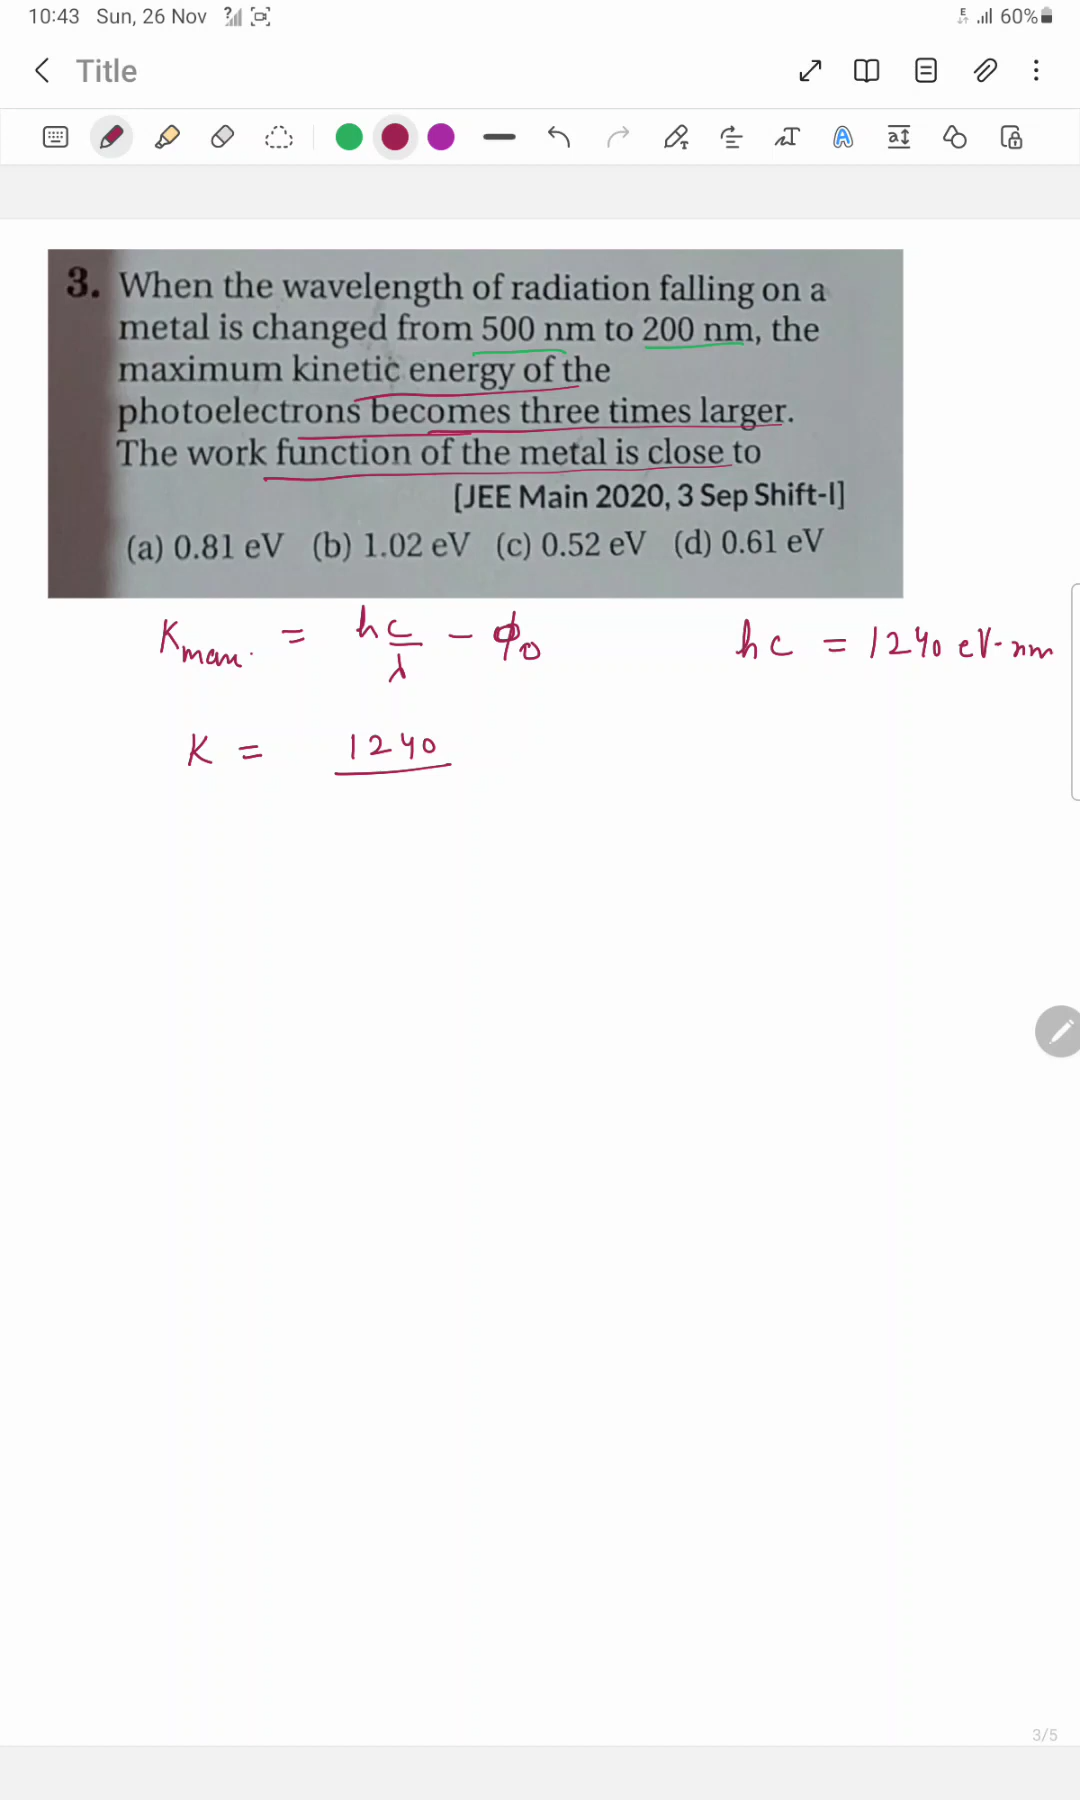 10:43 Sun, 26 Nov
60%
Title
3. When the wavelength of radiation falling on a
metal is changed from 500 nm to 200 nm, the
maximum kinetic energy of the
photoelectrons becomes three times larger.
The work function of the metal is close to
[JEE Main 2020, 3 Sep Shift-I]
(a) 0.81 eV (b) 1.02 eV (c) 0.52 eV (d) 0.61 eV
Kmax. = hc/λ - ϕ0
hc = 1240 eV-nm
K = 1240
3/5